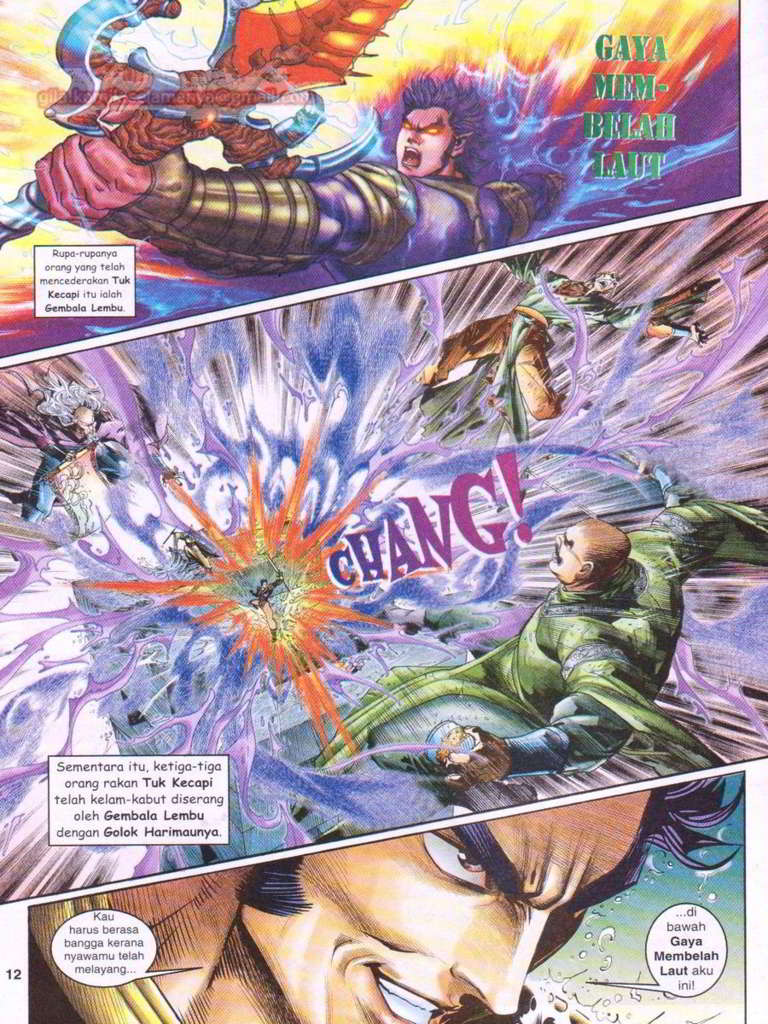 GAYA
MEM-
BELAH
LAUT
Rupa-rupanya
orang yang telah
mencederakan Tuk
Kecapi itu ialah
Gembala Lembu.
CHANG!
Sementara itu, ketiga-tiga
orang rakan Tuk Kecapi
telah kelam-kabut diserang
oleh Gembala Lembu
dengan Golok Harimaunya.
Kau
harus berasa
bangga kerana
nyawamu telah
melayang...
...di
bawah
Gaya
Membelah
Laut aku
ini!
12